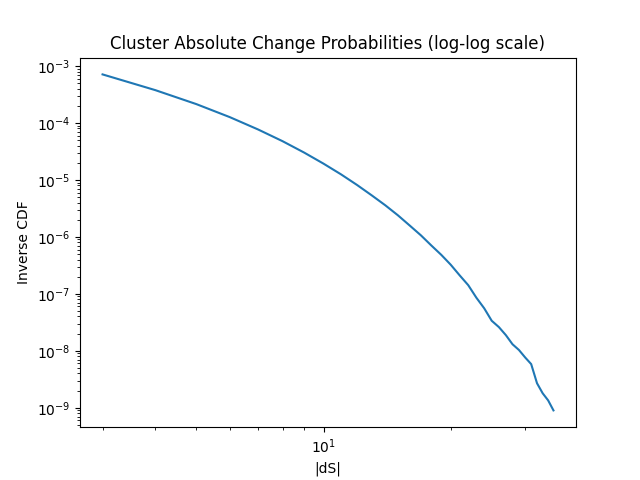 Cluster Absolute Change Probabilities (log-log scale)
10⁻³
10⁻⁴
10⁻⁵
10⁻⁶
10⁻⁷
10⁻⁸
10⁻⁹
Inverse CDF
10¹
|dS|